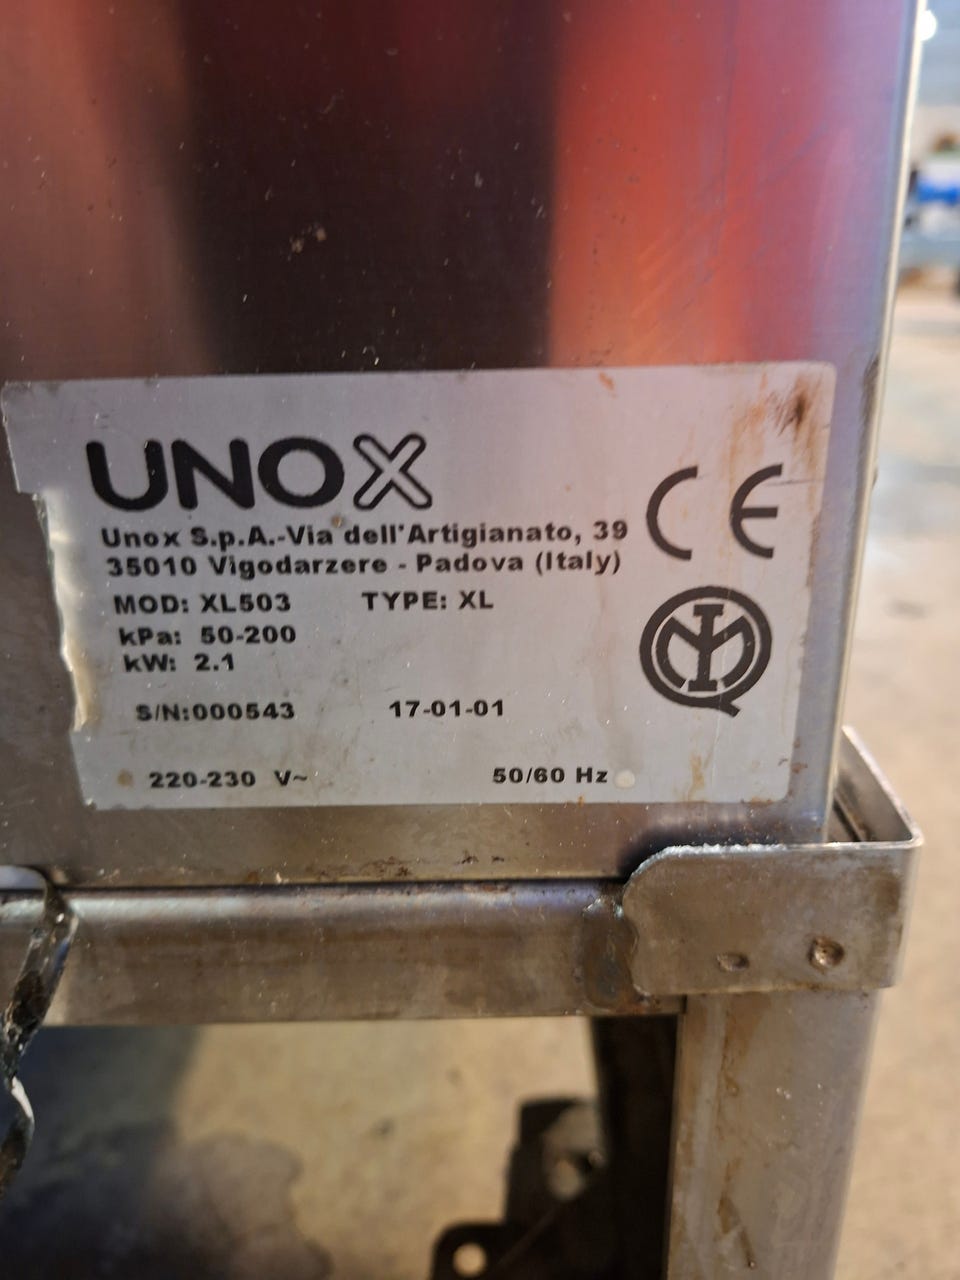 UNOX
Unox S.p.A.-Via dell'Artigianato, 39
35010 Vigodarzere - Padova (Italy)
MOD: XL503 TYPE: XL
kPa: 50-200
kW: 2.1
S/N:000543 17-01-01
220-230 V~ 50/60 Hz
CE
IMQ